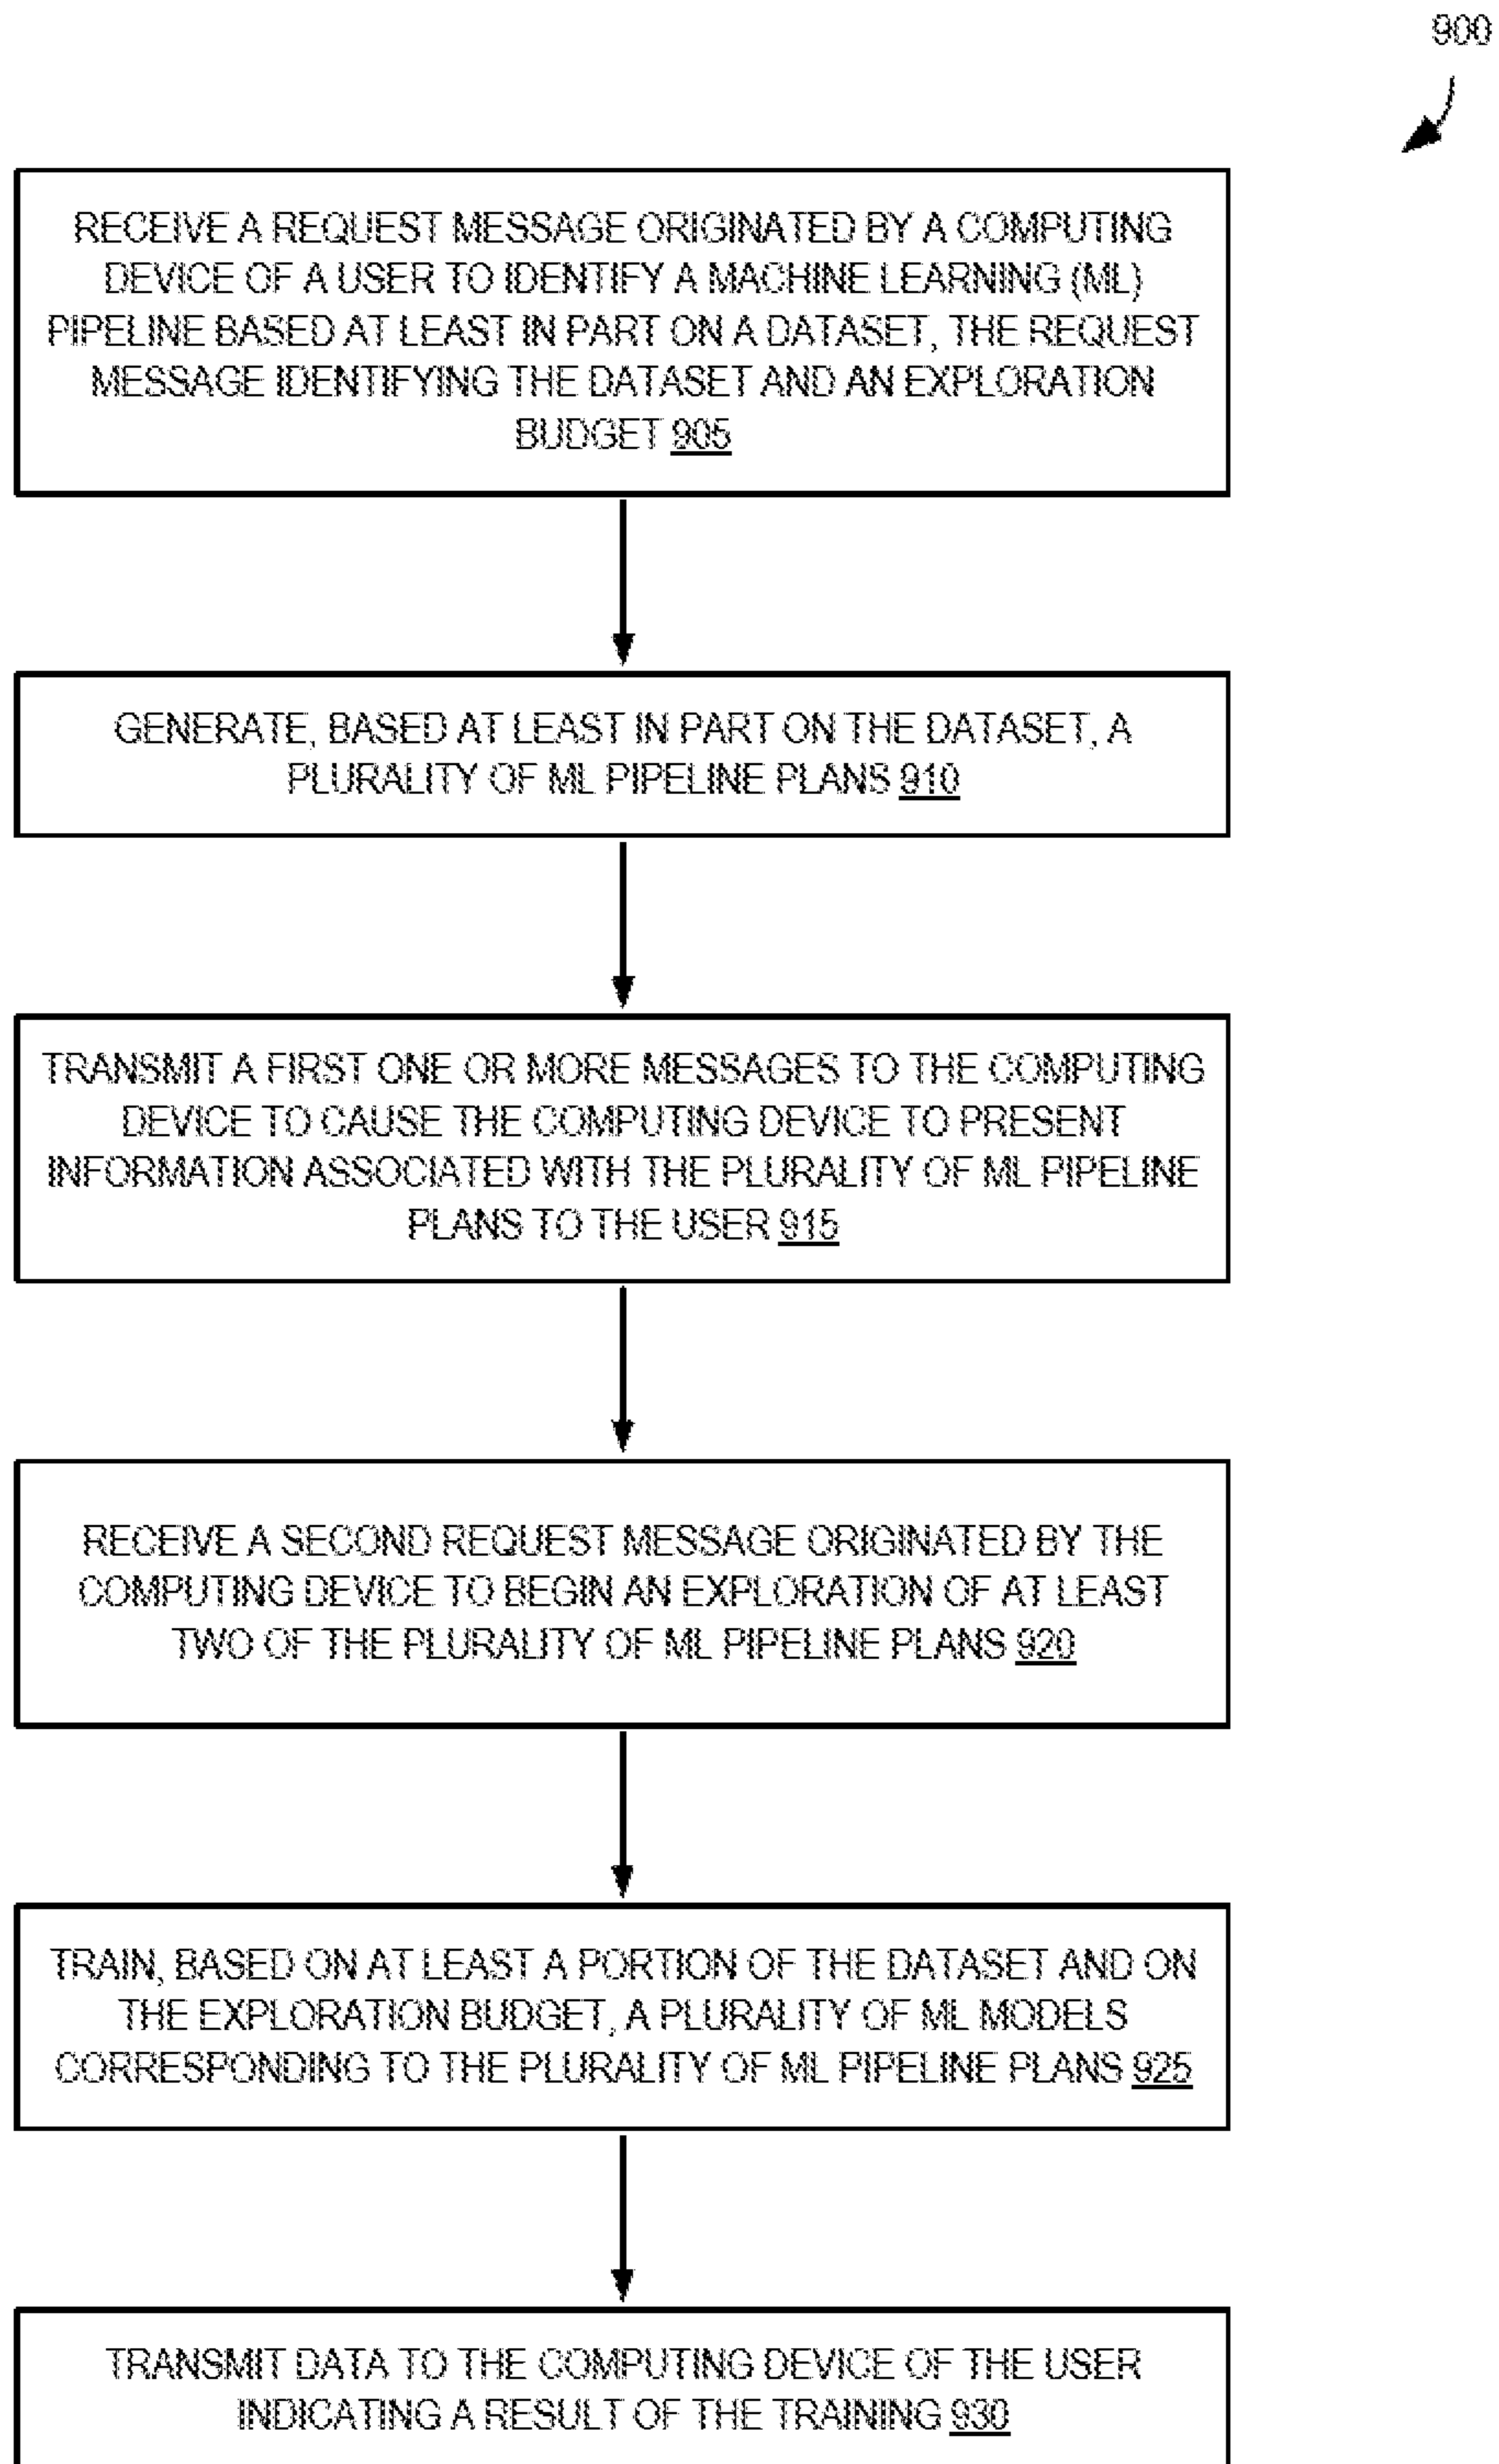 900
RECEIVE A REQUEST MESSAGE ORIGINATED BY A COMPUTING
DEVICE OF A USER TO IDENTIFY A MACHINE LEARNING (ML)
PIPELINE BASED AT LEAST IN PART ON A DATASET, THE REQUEST
MESSAGE IDENTIFYING THE DATASET AND AN EXPLORATION
BUDGET 905
GENERATE, BASED AT LEAST IN PART ON THE DATASET, A
PLURALITY OF ML PIPELINE PLANS 910
TRANSMIT A FIRST ONE OR MORE MESSAGES TO THE COMPUTING
DEVICE TO CAUSE THE COMPUTING DEVICE TO PRESENT
INFORMATION ASSOCIATED WITH THE PLURALITY OF ML PIPELINE
PLANS TO THE USER 915
RECEIVE A SECOND REQUEST MESSAGE ORIGINATED BY THE
COMPUTING DEVICE TO BEGIN AN EXPLORATION OF AT LEAST
TWO OF THE PLURALITY OF ML PIPELINE PLANS 920
TRAIN, BASED ON AT LEAST A PORTION OF THE DATASET AND ON
THE EXPLORATION BUDGET, A PLURALITY OF ML MODELS
CORRESPONDING TO THE PLURALITY OF ML PIPELINE PLANS 925
TRANSMIT DATA TO THE COMPUTING DEVICE OF THE USER
INDICATING A RESULT OF THE TRAINING 930